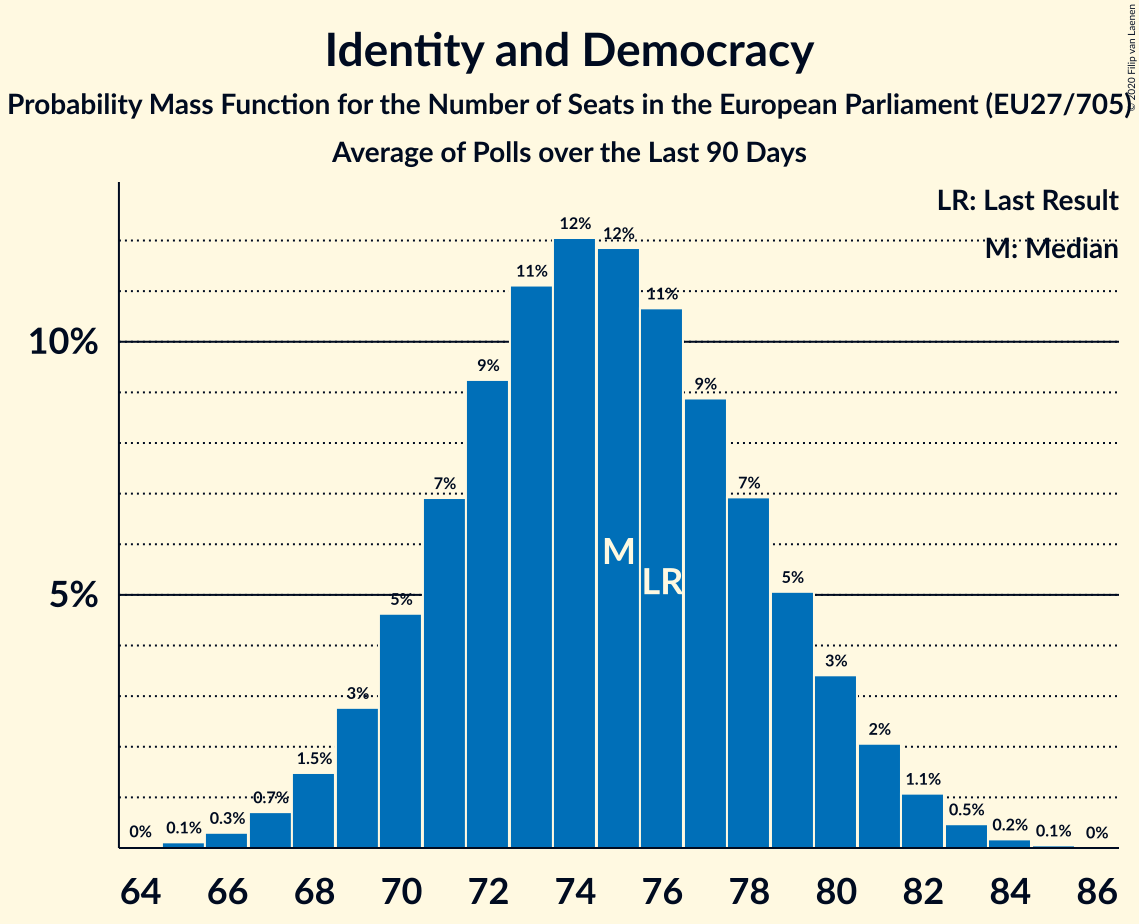 Identity and Democracy
Probability Mass Function for the Number of Seats in the European Parliament (EU27/705)
Average of Polls over the Last 90 Days
© 2020 Filip van Laenen
LR: Last Result
M: Median
10%
5%
0% 0.1% 0.3% 0.7% 1.5% 3% 5% 7% 9% 11% 12% 12% 11% 9% 7% 5% 3% 2% 1.1% 0.5% 0.2% 0.1% 0%
M
LR
64 66 68 70 72 74 76 78 80 82 84 86